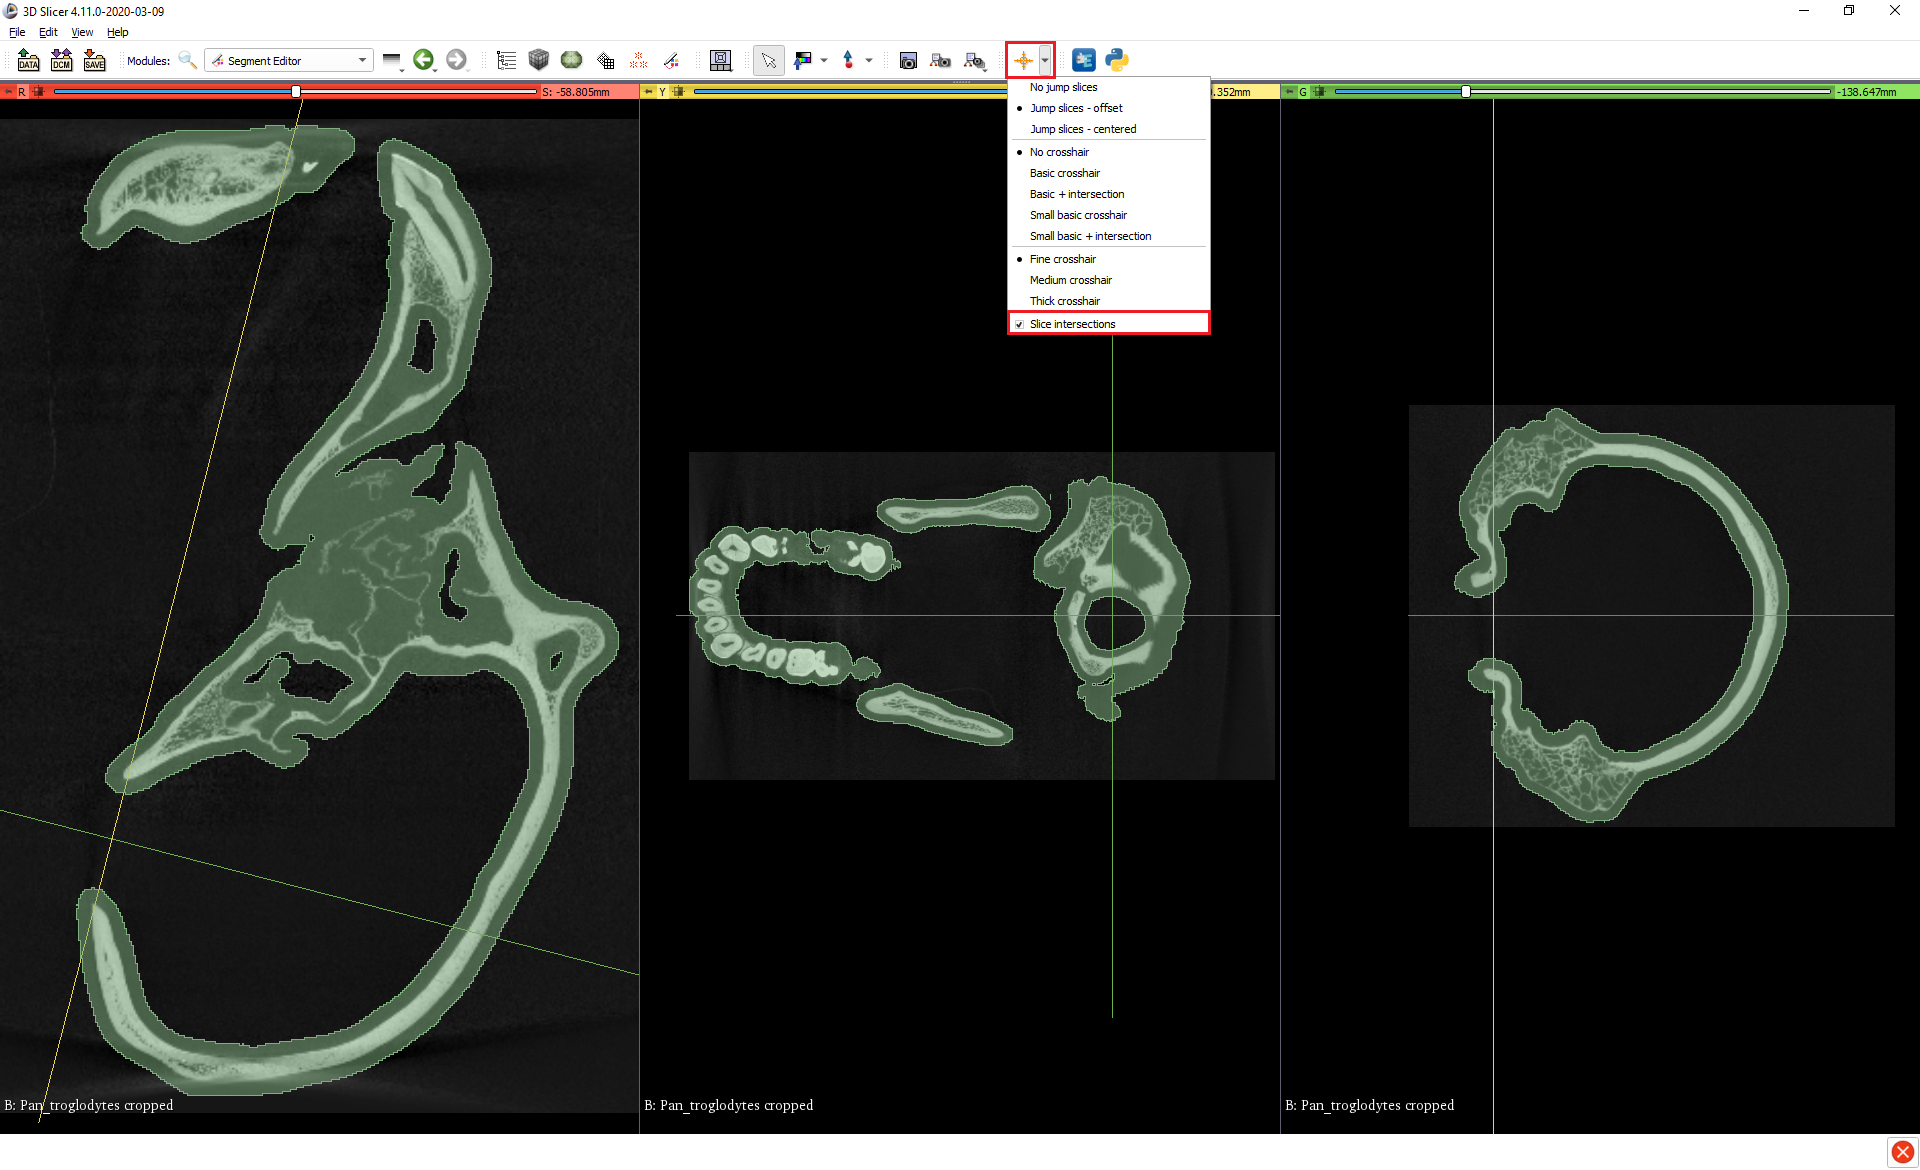 3D Slicer 4.11.0-2020-03-09
File Edit View Help
DATA DCM SAVE Modules: Segment Editor
R S: -58.805mm Y .352mm G -138.647mm
No jump slices
Jump slices - offset
Jump slices - centered
No crosshair
Basic crosshair
Basic + intersection
Small basic crosshair
Small basic + intersection
Fine crosshair
Medium crosshair
Thick crosshair
Slice intersections
B: Pan_troglodytes cropped B: Pan_troglodytes cropped B: Pan_troglodytes cropped